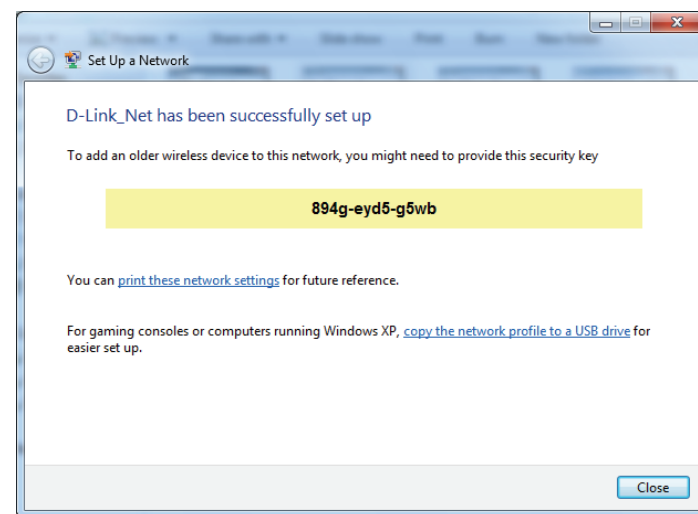 Set Up a Network
D-Link_Net has been successfully set up
To add an older wireless device to this network, you might need to provide this security key
894g-eyd5-g5wb
You can print these network settings for future reference.
For gaming consoles or computers running Windows XP, copy the network profile to a USB drive for
easier set up.
Close